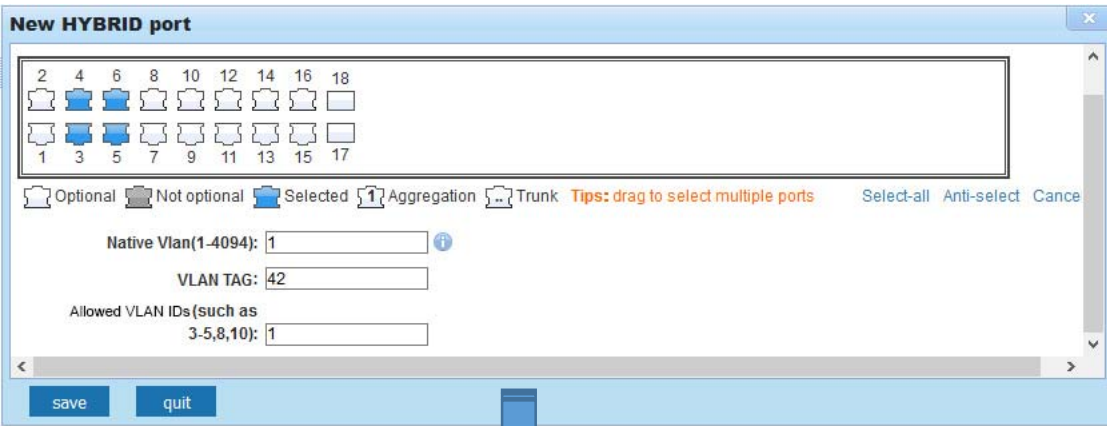 New HYBRID port
2 4 6 8 10 12 14 16 18
1 3 5 7 9 11 13 15 17
Optional Not optional Selected 1 Aggregation .. Trunk Tips: drag to select multiple ports Select-all Anti-select Cance
Native Vlan(1-4094): 1
VLAN TAG: 42
Allowed VLAN IDs(such as
3-5,8,10): 1
save quit